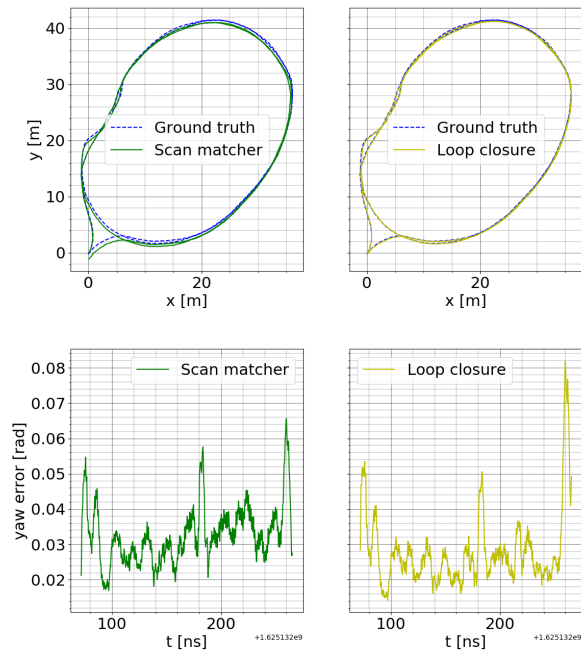 40
30
20
10
0
y [m]
Ground truth
Scan matcher
0
20
x [m]
Ground truth
Loop closure
0
20
x [m]
0.08
0.07
0.06
0.05
0.04
0.03
0.02
yaw error [rad]
Scan matcher
100
200
t [ns]
+1.625132e9
Loop closure
100
200
t [ns]
+1.625132e9